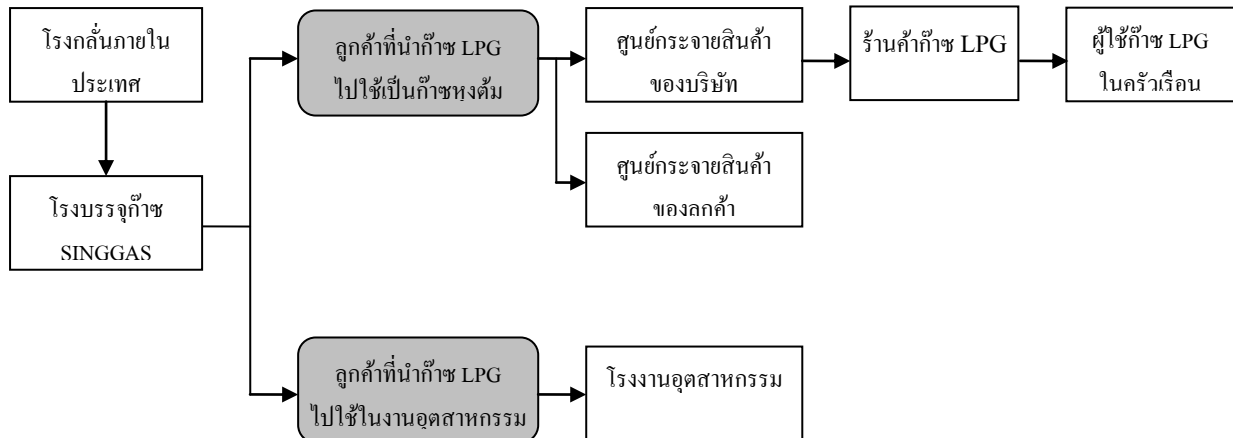 โรงกลั่นภายใน
ประเทศ
ลูกค้าที่นำก๊าซ LPG
ไปใช้เป็นก๊าซหุงต้ม
ศูนย์กระจายสินค้า
ของบริษัท
ร้านค้าก๊าซ LPG
ผู้ใช้ก๊าซ LPG
ในครัวเรือน
ศูนย์กระจายสินค้า
ของลกค้า
โรงบรรจุก๊าซ
SINGGAS
ลูกค้าที่นำก๊าซ LPG
ไปใช้ในงานอุตสาหกรรม
โรงงานอุตสาหกรรม